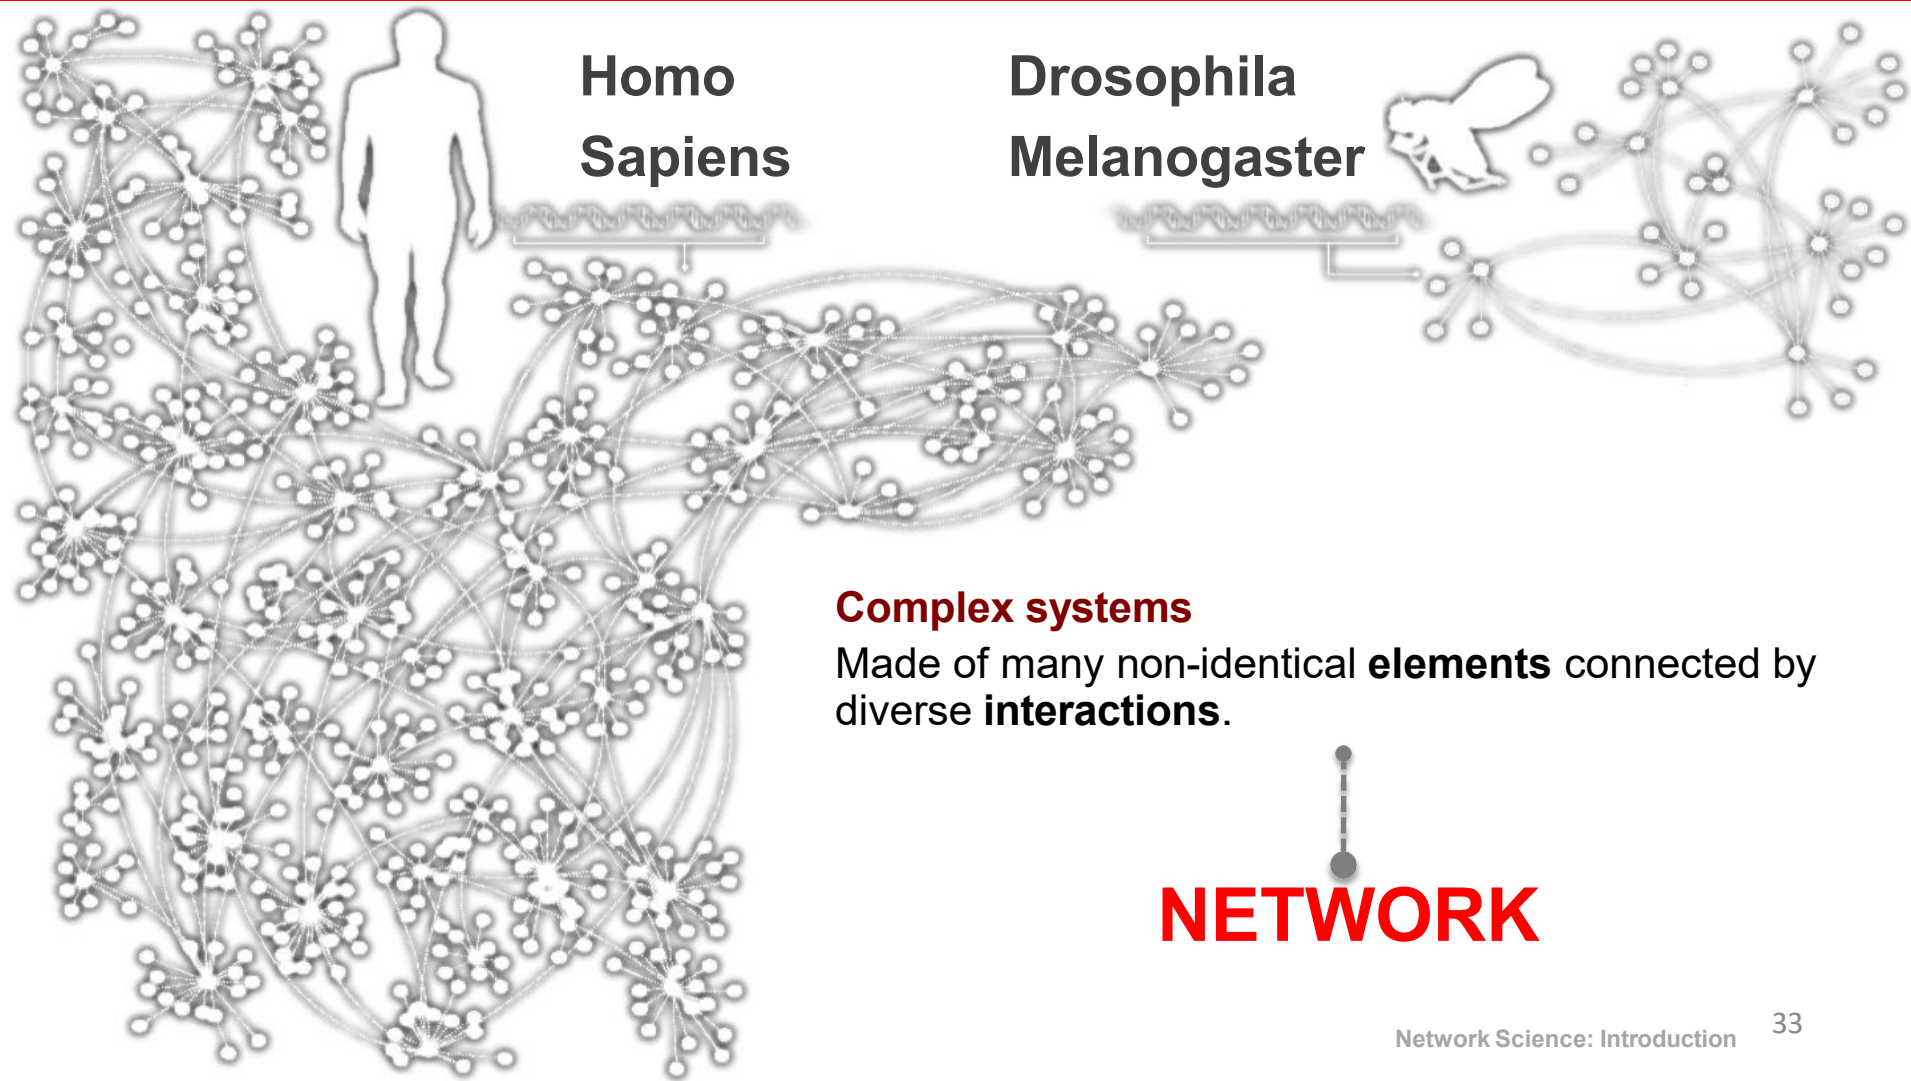 Homo
Sapiens
Drosophila
Melanogaster
Complex systems
Made of many non-identical elements connected by
diverse interactions.
NETWORK
Network Science: Introduction
33